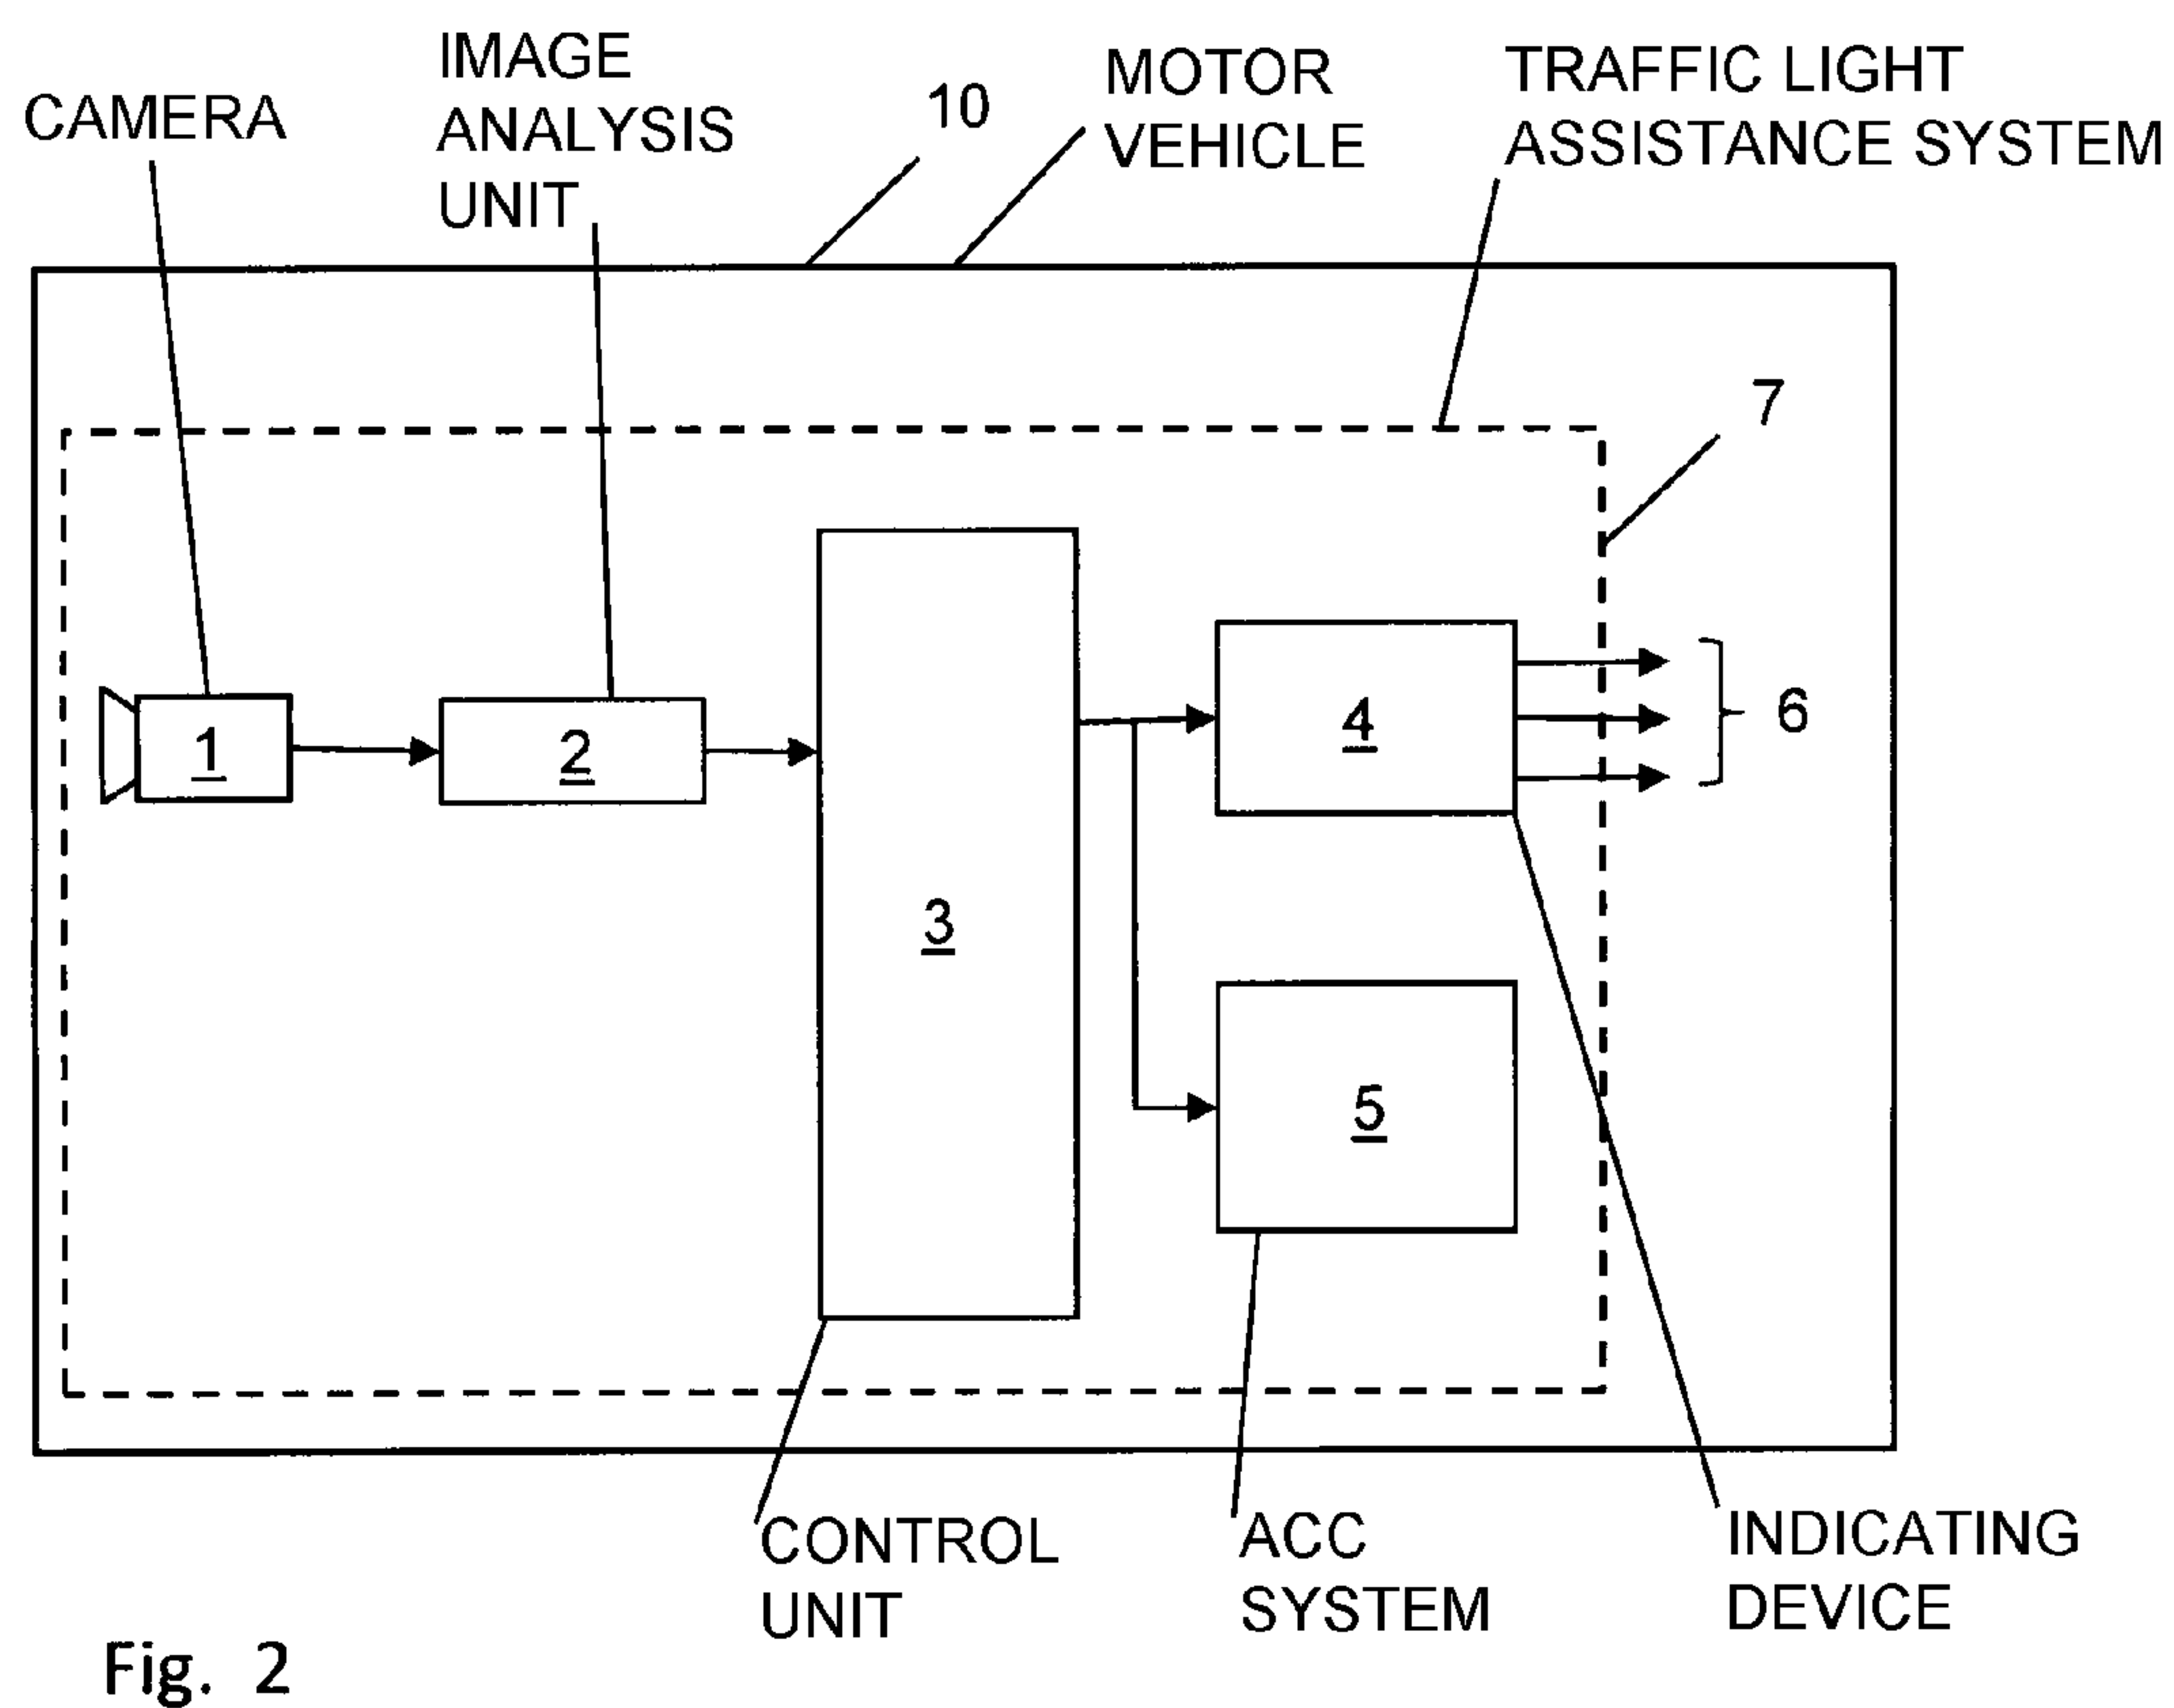 CAMERA
IMAGE
ANALYSIS
UNIT
10
MOTOR
VEHICLE
TRAFFIC LIGHT
ASSISTANCE SYSTEM
7
1
2
3
4
5
6
CONTROL
UNIT
ACC
SYSTEM
INDICATING
DEVICE
Fig. 2